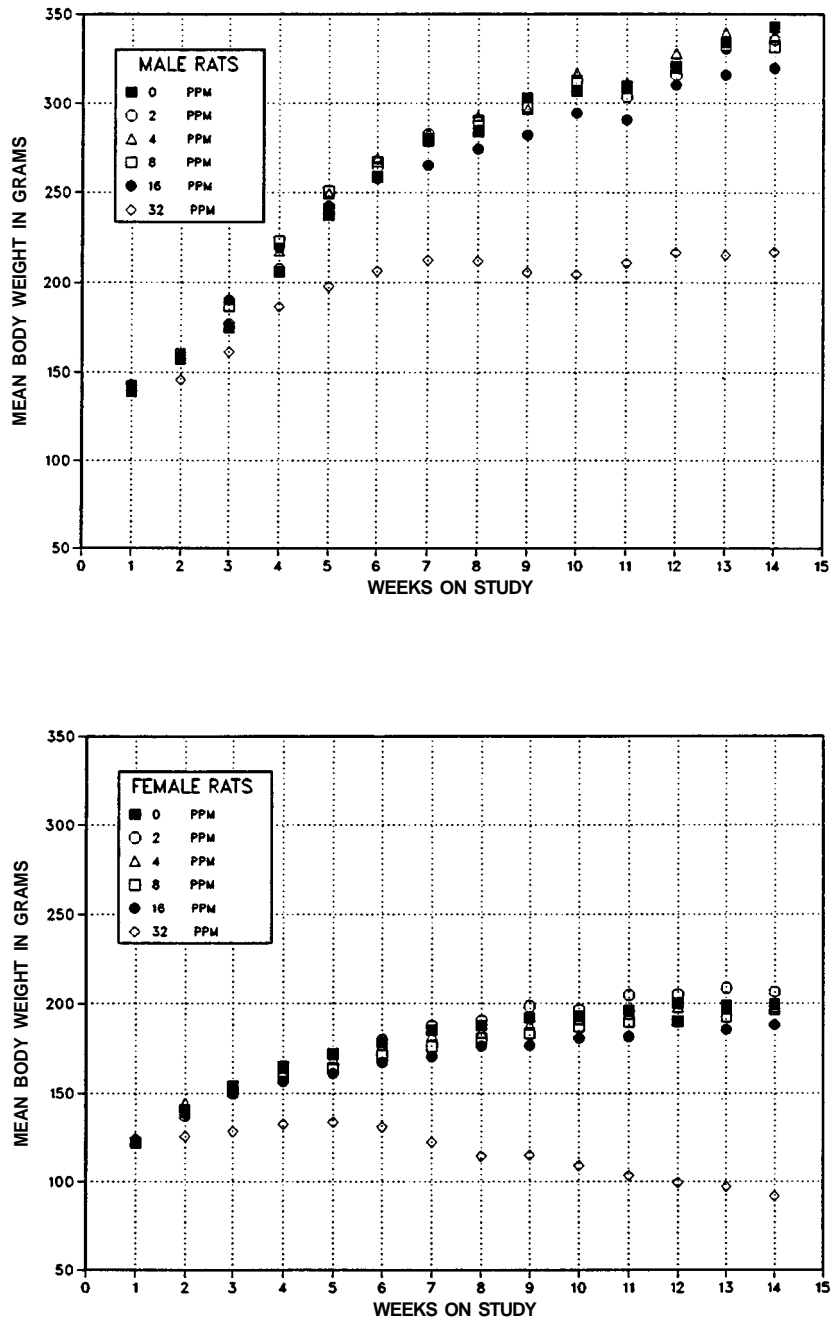 350
300
250
200
150
100
50
MEAN BODY WEIGHT IN GRAMS
MALE RATS
0 PPM
2 PPM
4 PPM
8 PPM
16 PPM
32 PPM
0 1 2 3 4 5 6 7 8 9 10 11 12 13 14 15
WEEKS ON STUDY
350
300
250
200
150
100
50
MEAN BODY WEIGHT IN GRAMS
FEMALE RATS
0 PPM
2 PPM
4 PPM
8 PPM
16 PPM
32 PPM
0 1 2 3 4 5 6 7 8 9 10 11 12 13 14 15
WEEKS ON STUDY